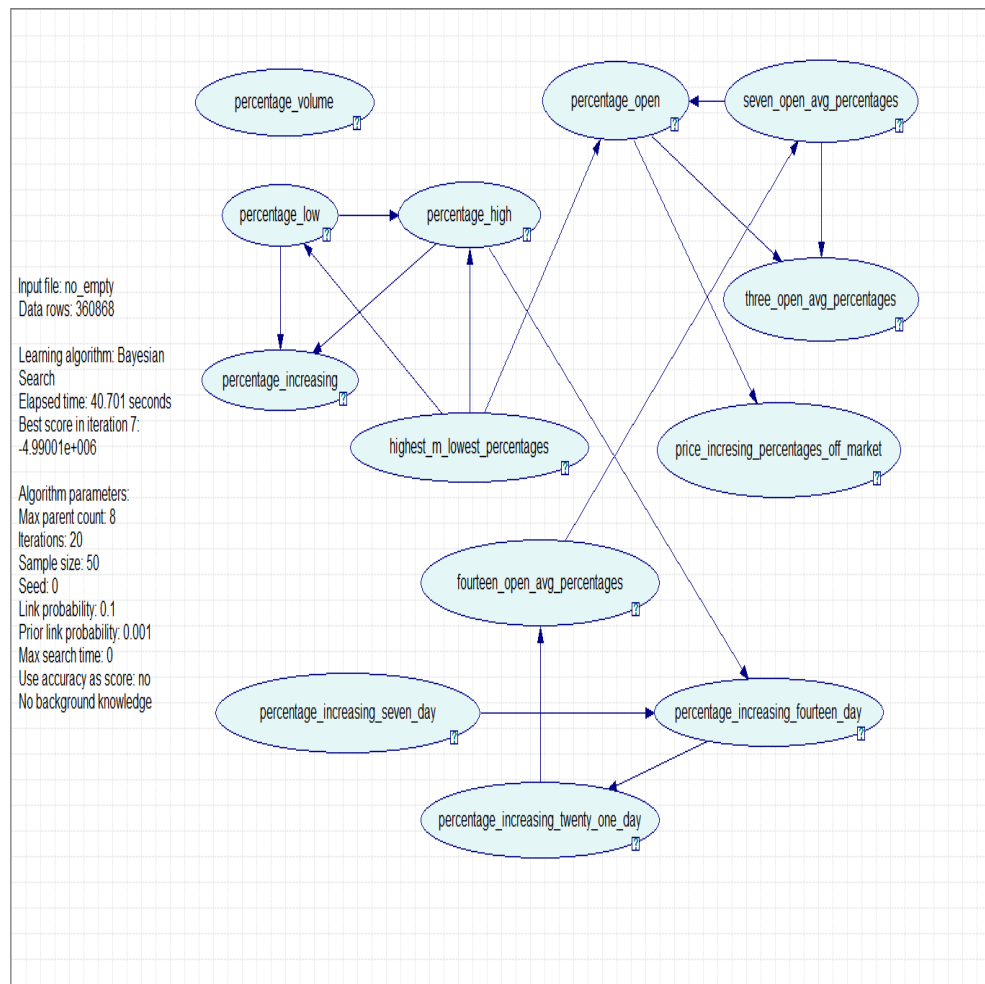 percentage_volume
percentage_open
seven_open_avg_percentages
percentage_low
percentage_high
three_open_avg_percentages
Input file: no_empty
Data rows: 360868
Learning algorithm: Bayesian
Search
Elapsed time: 40.701 seconds
Best score in iteration 7:
-4.99001e+006
percentage_increasing
highest_m_lowest_percentages
price_incresing_percentages_off_market
Algorithm parameters:
Max parent count: 8
Iterations: 20
Sample size: 50
Seed: 0
Link probability: 0.1
Prior link probability: 0.001
Max search time: 0
Use accuracy as score: no
No background knowledge
fourteen_open_avg_percentages
percentage_increasing_seven_day
percentage_increasing_fourteen_day
percentage_increasing_twenty_one_day